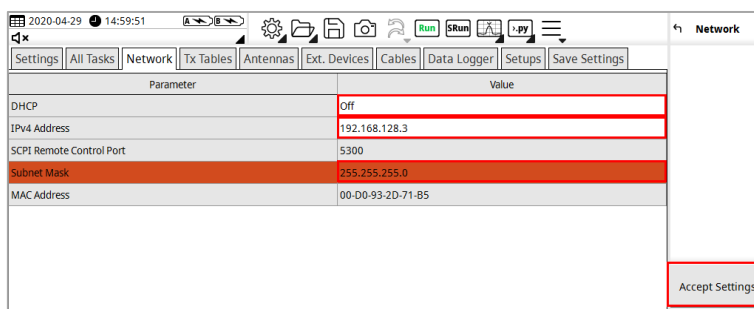 2020-04-29 14:59:51 A B Run SRun >.py Network
Settings All Tasks Network Tx Tables Antennas Ext. Devices Cables Data Logger Setups Save Settings
Parameter Value
DHCP Off
IPv4 Address 192.168.128.3
SCPI Remote Control Port 5300
Subnet Mask 255.255.255.0
MAC Address 00-D0-93-2D-71-B5
Accept Settings